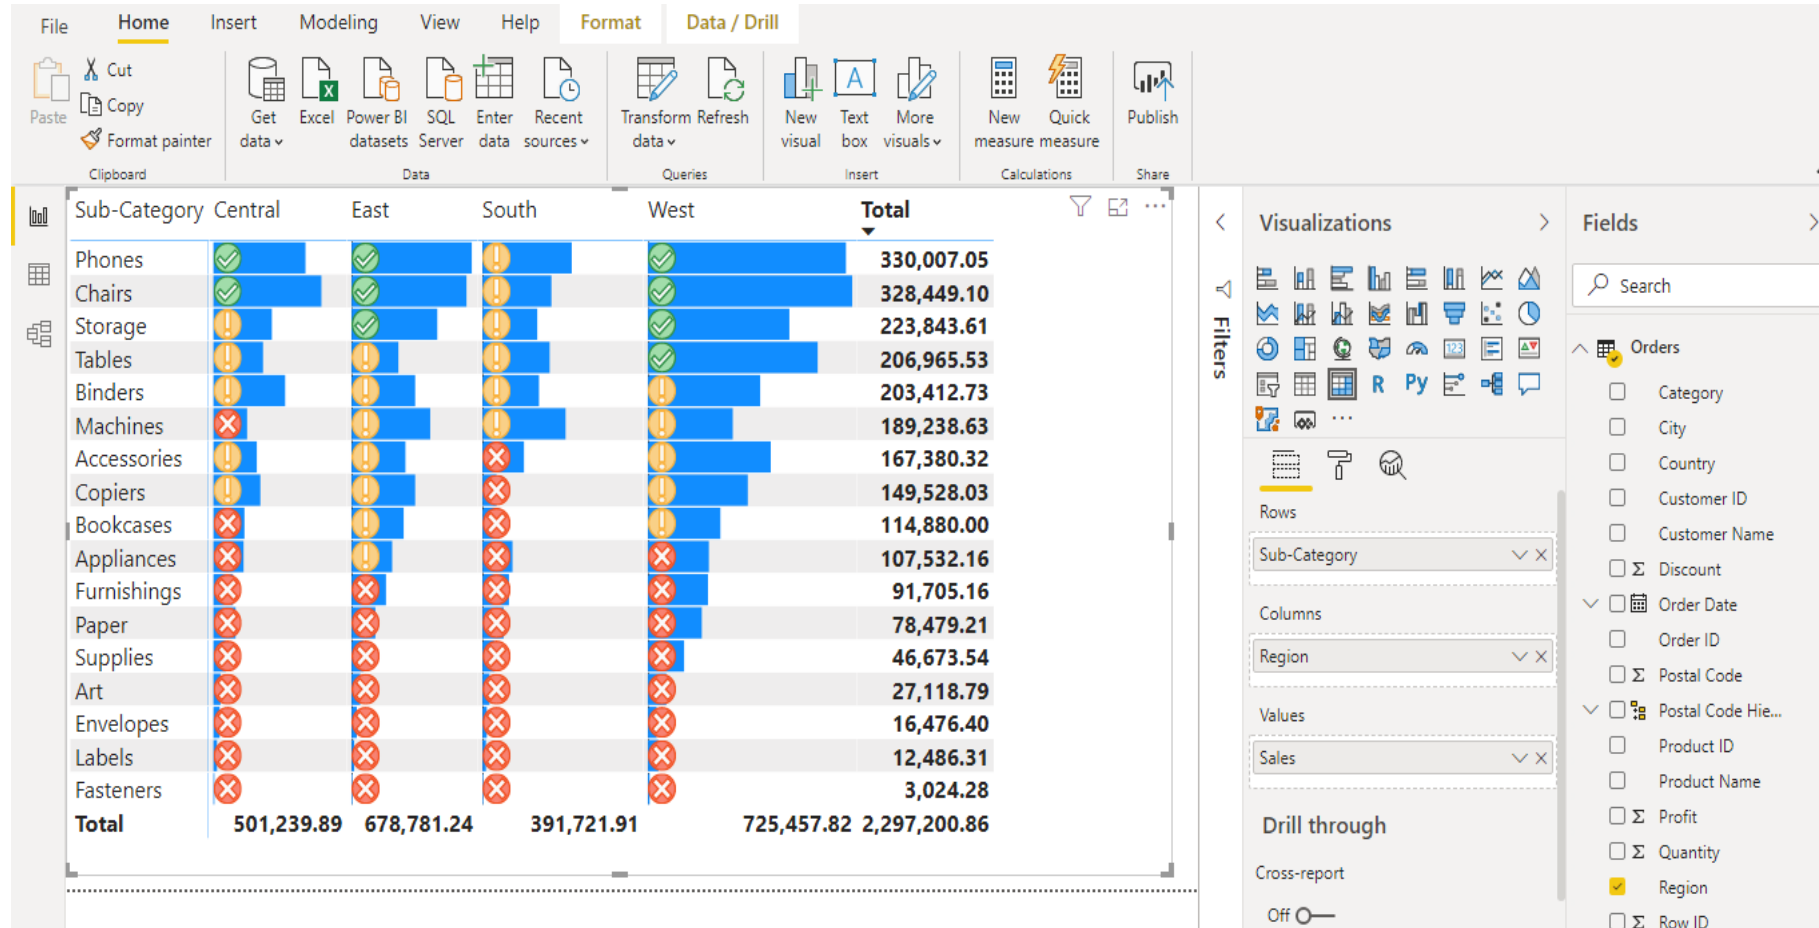 File Home Insert Modeling View Help Format Data / Drill
Paste
Cut
Copy
Format painter
Get data
Excel
Power BI datasets
SQL Server
Enter data
Recent sources
Transform data
Refresh
New visual
Text box
More visuals
New measure
Quick measure
Publish
Clipboard Data Queries Insert Calculations Share
Sub-Category Central East South West Total
Phones 330,007.05
Chairs 328,449.10
Storage 223,843.61
Tables 206,965.53
Binders 203,412.73
Machines 189,238.63
Accessories 167,380.32
Copiers 149,528.03
Bookcases 114,880.00
Appliances 107,532.16
Furnishings 91,705.16
Paper 78,479.21
Supplies 46,673.54
Art 27,118.79
Envelopes 16,476.40
Labels 12,486.31
Fasteners 3,024.28
Total 501,239.89 678,781.24 391,721.91 725,457.82 2,297,200.86
Filters
Visualizations
123
R Py
Rows
Sub-Category
Columns
Region
Values
Sales
Drill through
Cross-report
Off
Fields
Search
Orders
Category
City
Country
Customer ID
Customer Name
Σ Discount
Order Date
Order ID
Σ Postal Code
Postal Code Hie...
Product ID
Product Name
Σ Profit
Σ Quantity
Region
Σ Row ID